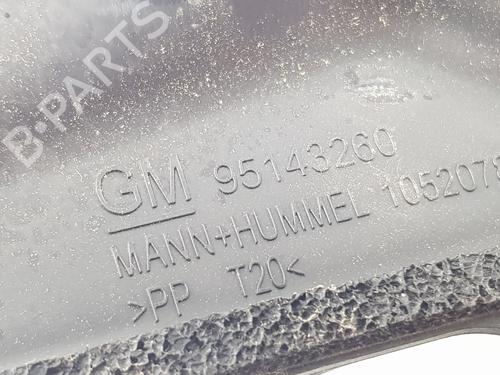 B-PARTS
GM 95143260
MANN+HUMMEL 1052078
>PP T20<